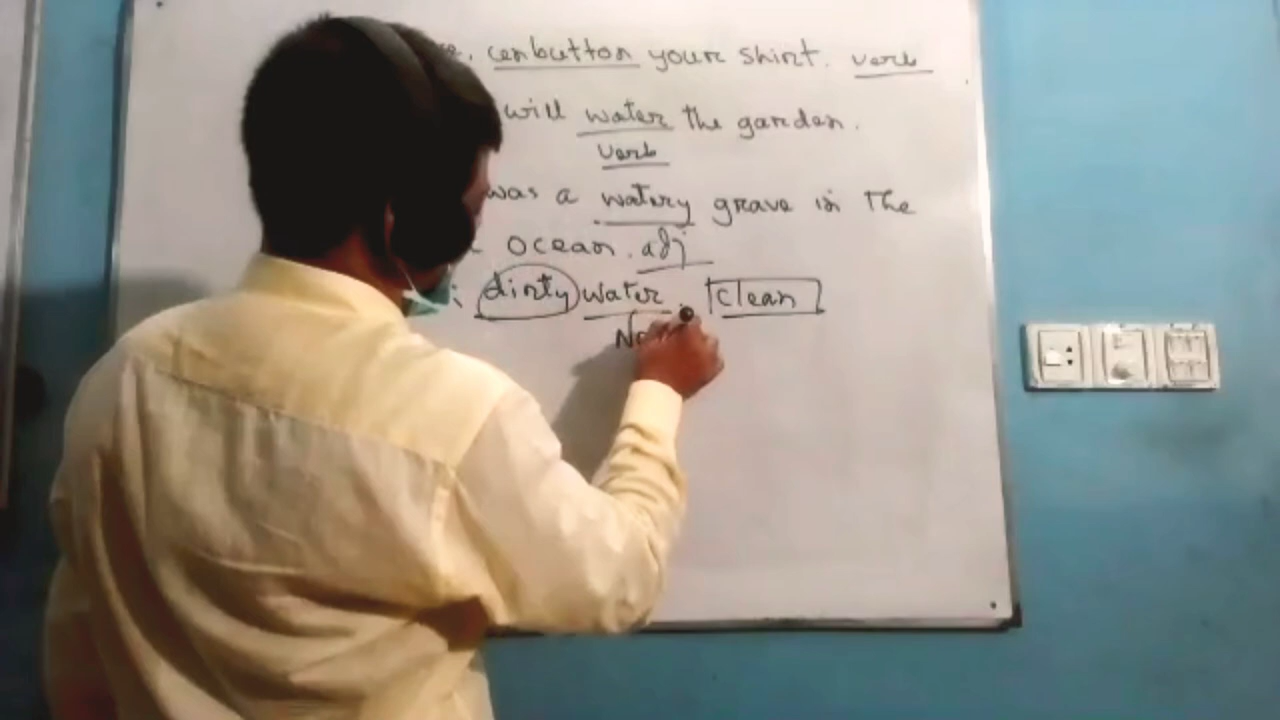 unbutton your shirt. verb
will water the garden.
verb
was a watery grave in the
ocean. adj
dirty water. clean
No